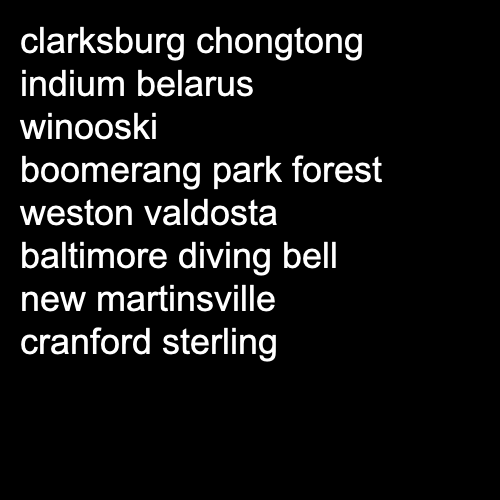 clarksburg chongtong
indium belarus
winooski
boomerang park forest
weston valdosta
baltimore diving bell
new martinsville
cranford sterling